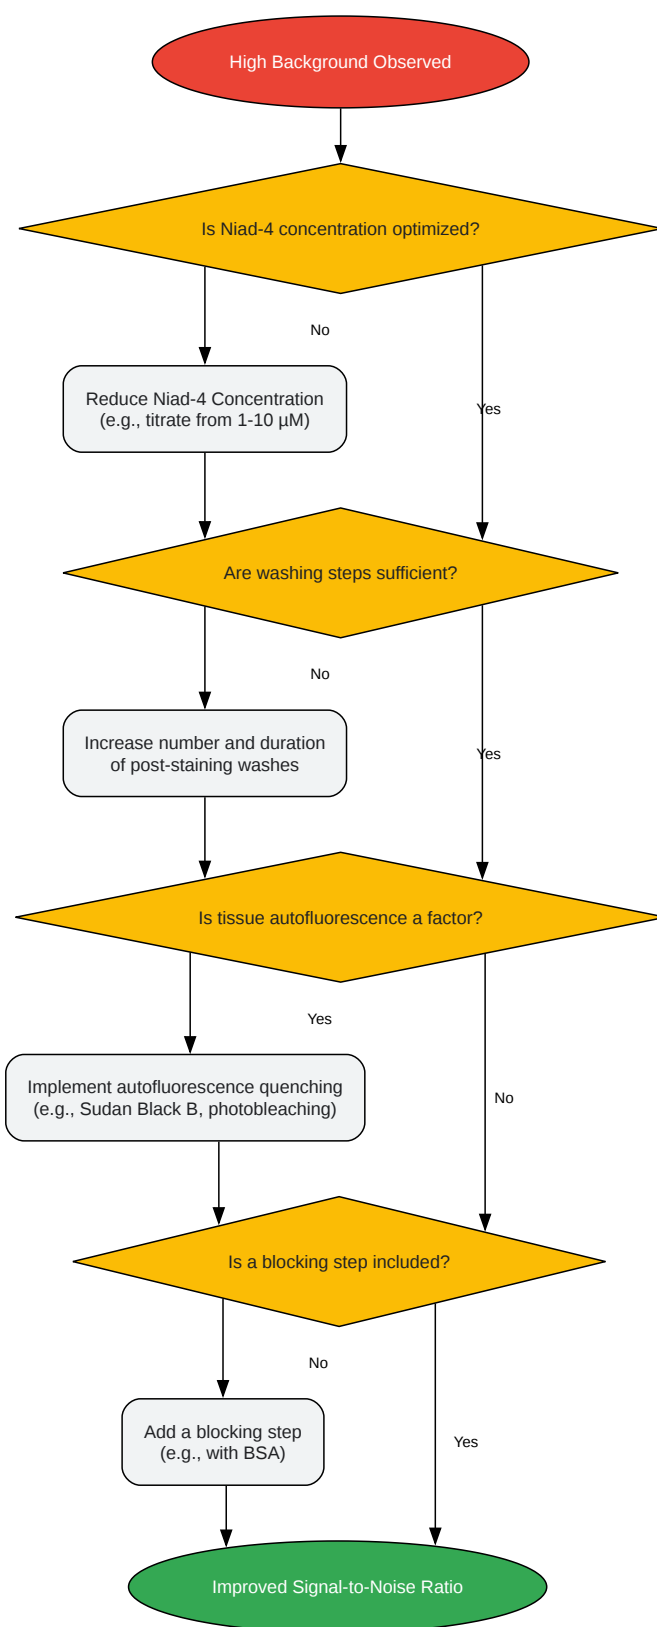 High Background Observed
Is Niad-4 concentration optimized?
No
Reduce Niad-4 Concentration
(e.g., titrate from 1-10 µM)
Yes
Are washing steps sufficient?
No
Increase number and duration
of post-staining washes
Yes
Is tissue autofluorescence a factor?
Yes
Implement autofluorescence quenching
(e.g., Sudan Black B, photobleaching)
No
Is a blocking step included?
No
Add a blocking step
(e.g., with BSA)
Yes
Improved Signal-to-Noise Ratio